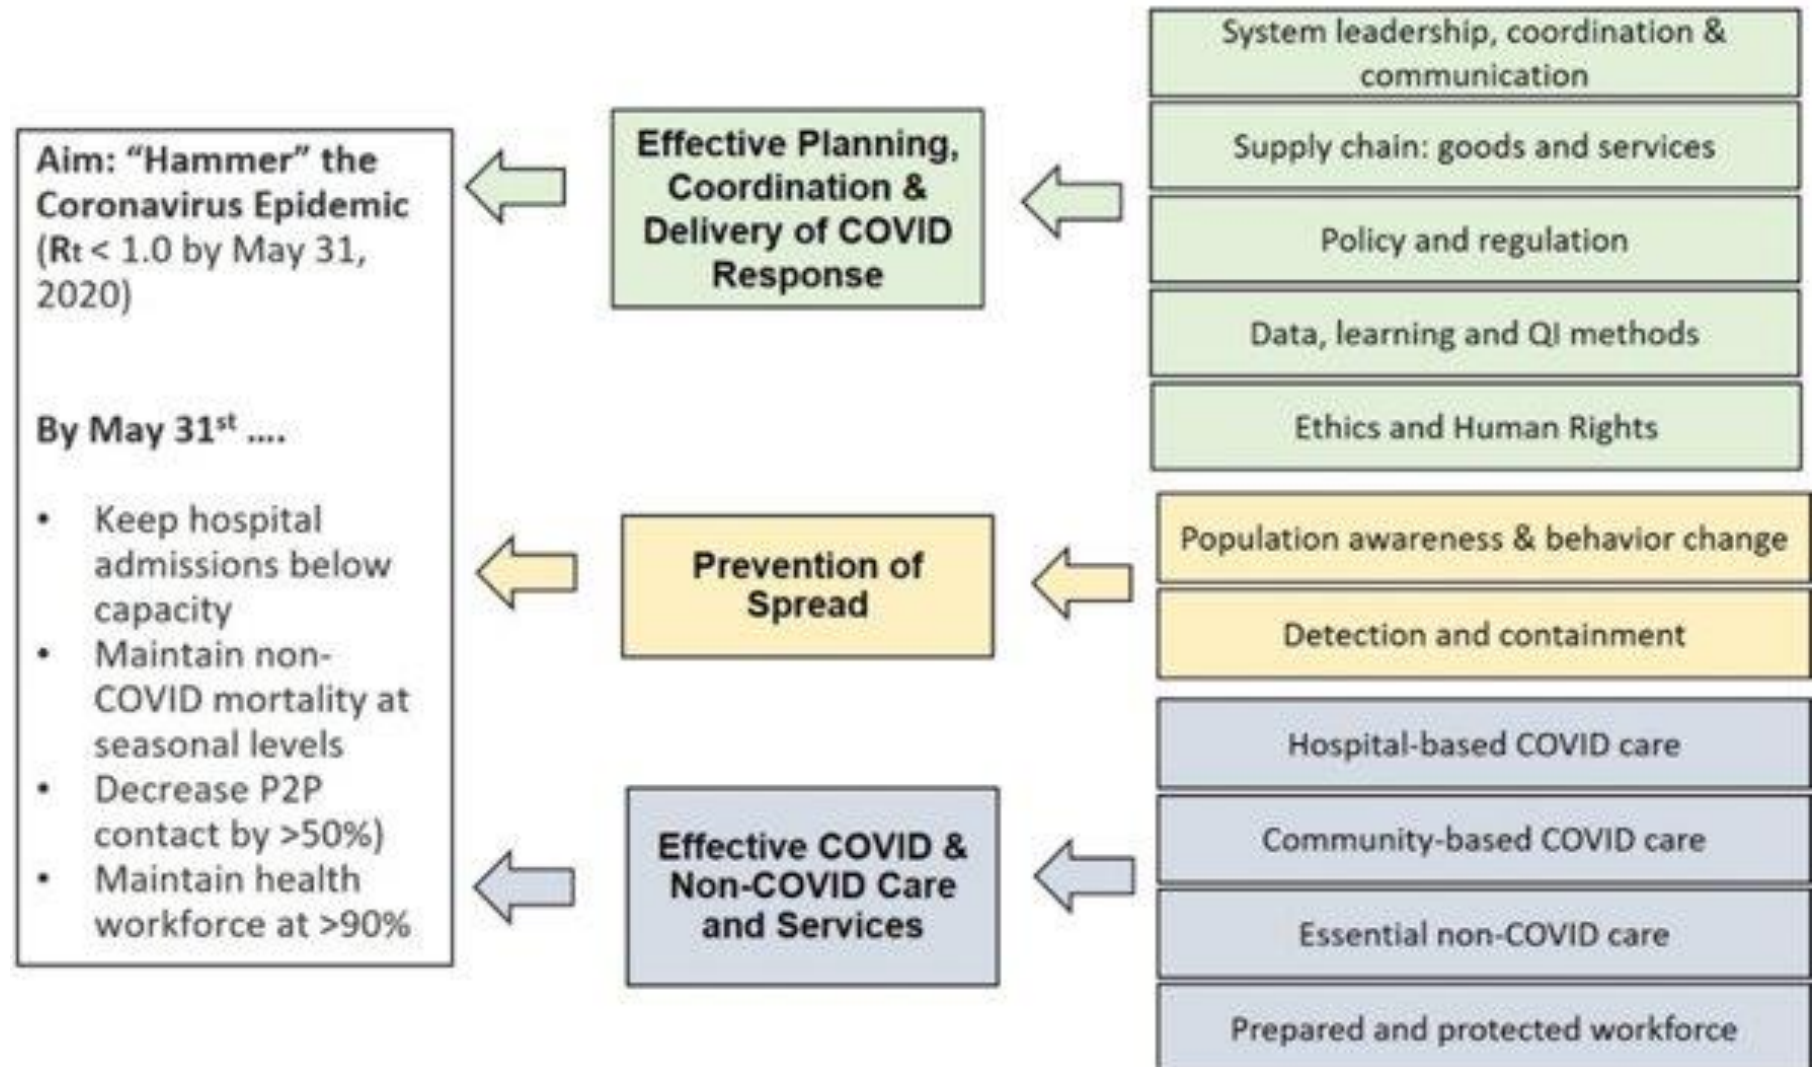 Aim: “Hammer” the
Coronavirus Epidemic
(Rt < 1.0 by May 31,
2020)
By May 31st ....
• Keep hospital
admissions below
capacity
• Maintain non-
COVID mortality at
seasonal levels
• Decrease P2P
contact by >50%)
• Maintain health
workforce at >90%
Effective Planning,
Coordination &
Delivery of COVID
Response
Prevention of
Spread
Effective COVID &
Non-COVID Care
and Services
System leadership, coordination &
communication
Supply chain: goods and services
Policy and regulation
Data, learning and QI methods
Ethics and Human Rights
Population awareness & behavior change
Detection and containment
Hospital-based COVID care
Community-based COVID care
Essential non-COVID care
Prepared and protected workforce